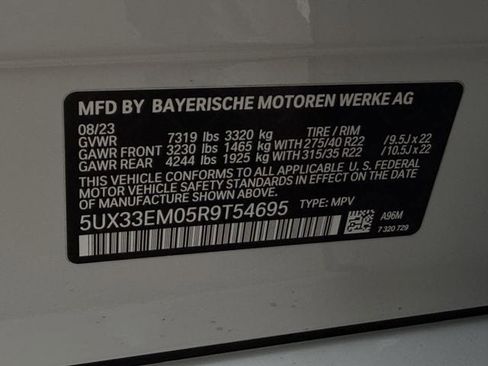 MFD BY BAYERISCHE MOTOREN WERKE AG
08/23
GVWR 7319 lbs 3320 kg TIRE / RIM
GAWR FRONT 3230 lbs 1465 kg WITH 275/40 R22 / 9.5J x 22
GAWR REAR 4244 lbs 1925 kg WITH 315/35 R22 / 10.5J x 22
THIS VEHICLE CONFORMS TO ALL APPLICABLE U. S. FEDERAL
MOTOR VEHICLE SAFETY AND THEFT PREVENTION STANDARDS
IN EFFECT ON THE DATE OF MANUFACTURE SHOWN ABOVE.
5UX33EM05R9T54695 TYPE: MPV
A96M
7 320 729